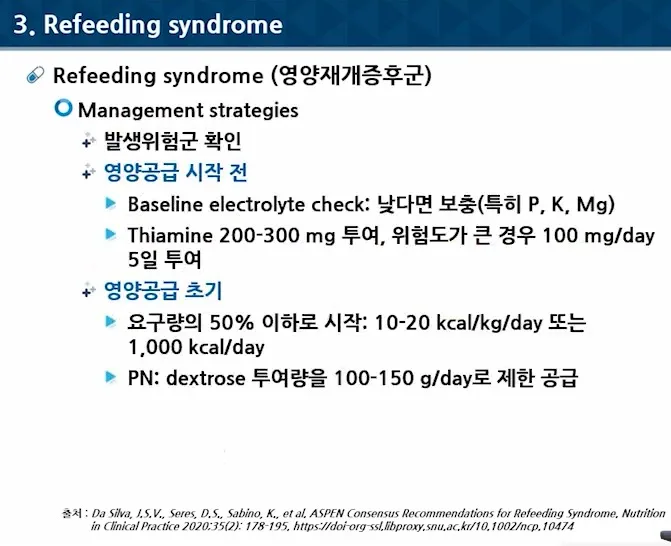 3. Refeeding syndrome
Refeeding syndrome (영양재개증후군)
Management strategies
발생위험군 확인
영양공급 시작 전
Baseline electrolyte check: 낮다면 보충(특히 P, K, Mg)
Thiamine 200-300 mg 투여, 위험도가 큰 경우 100 mg/day
5일 투여
영양공급 초기
요구량의 50% 이하로 시작: 10-20 kcal/kg/day 또는
1,000 kcal/day
PN: dextrose 투여량을 100-150 g/day로 제한 공급
출처 : Da Silva, J.S.V., Seres, D.S., Sabino, K., et al. ASPEN Consensus Recommendations for Refeeding Syndrome. Nutrition
in Clinical Practice 2020;35(2): 178-195, https://doi-org-ssl.libproxy.snu.ac.kr/10.1002/ncp.10474